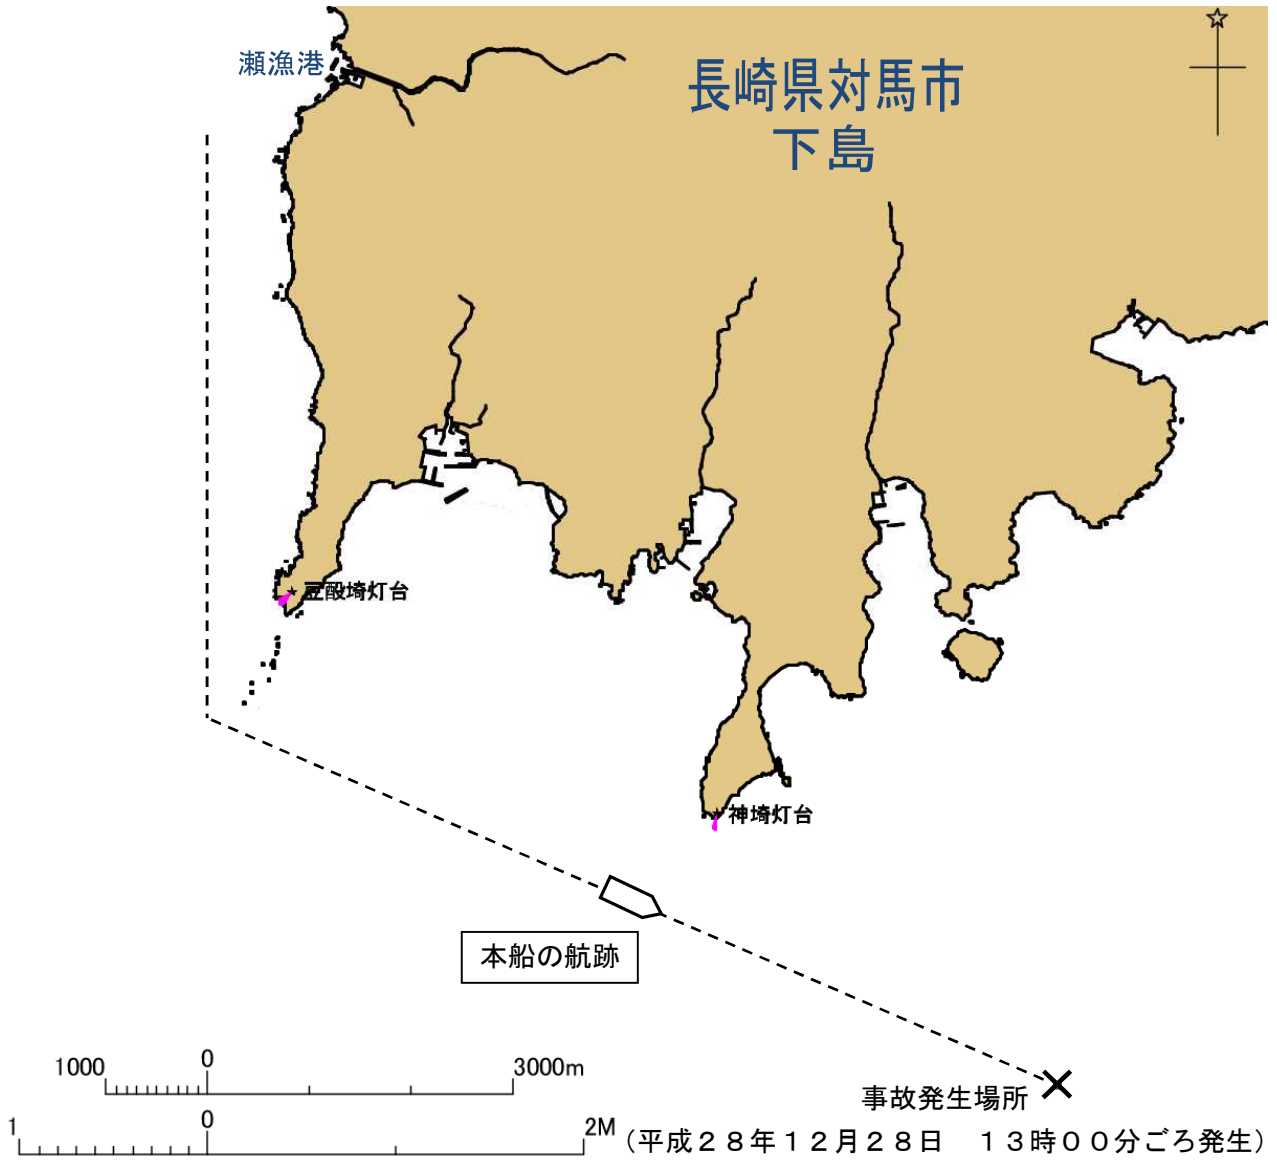 瀬漁港
長崎県対馬市
下島
豆酘埼灯台
神埼灯台
本船の航跡
1000 0 3000m
事故発生場所
1 0 2M
（平成２８年１２月２８日　１３時００分ごろ発生）